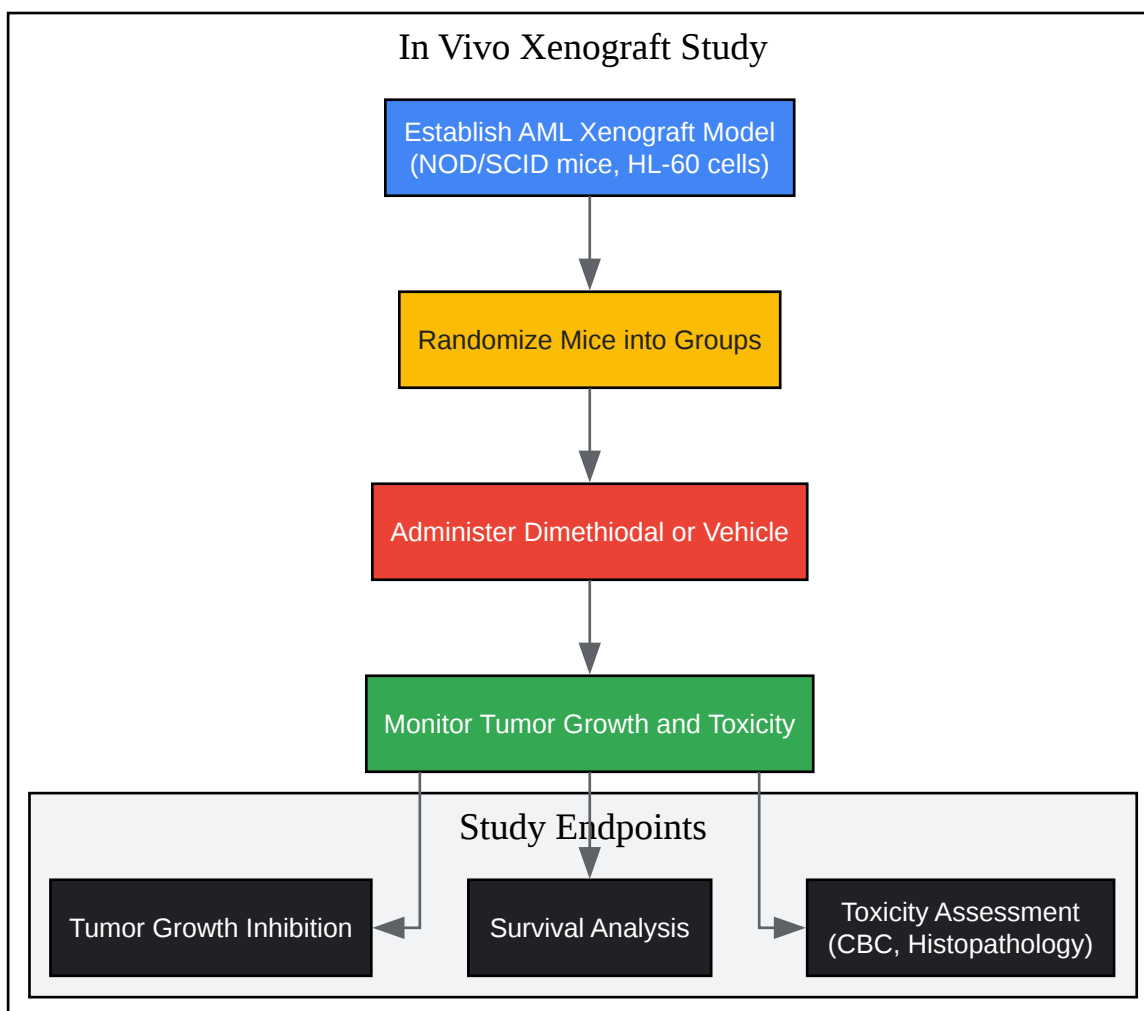 In Vivo Xenograft Study
Establish AML Xenograft Model
(NOD/SCID mice, HL-60 cells)
Randomize Mice into Groups
Administer Dimethiodal or Vehicle
Monitor Tumor Growth and Toxicity
Study Endpoints
Tumor Growth Inhibition
Survival Analysis
Toxicity Assessment
(CBC, Histopathology)